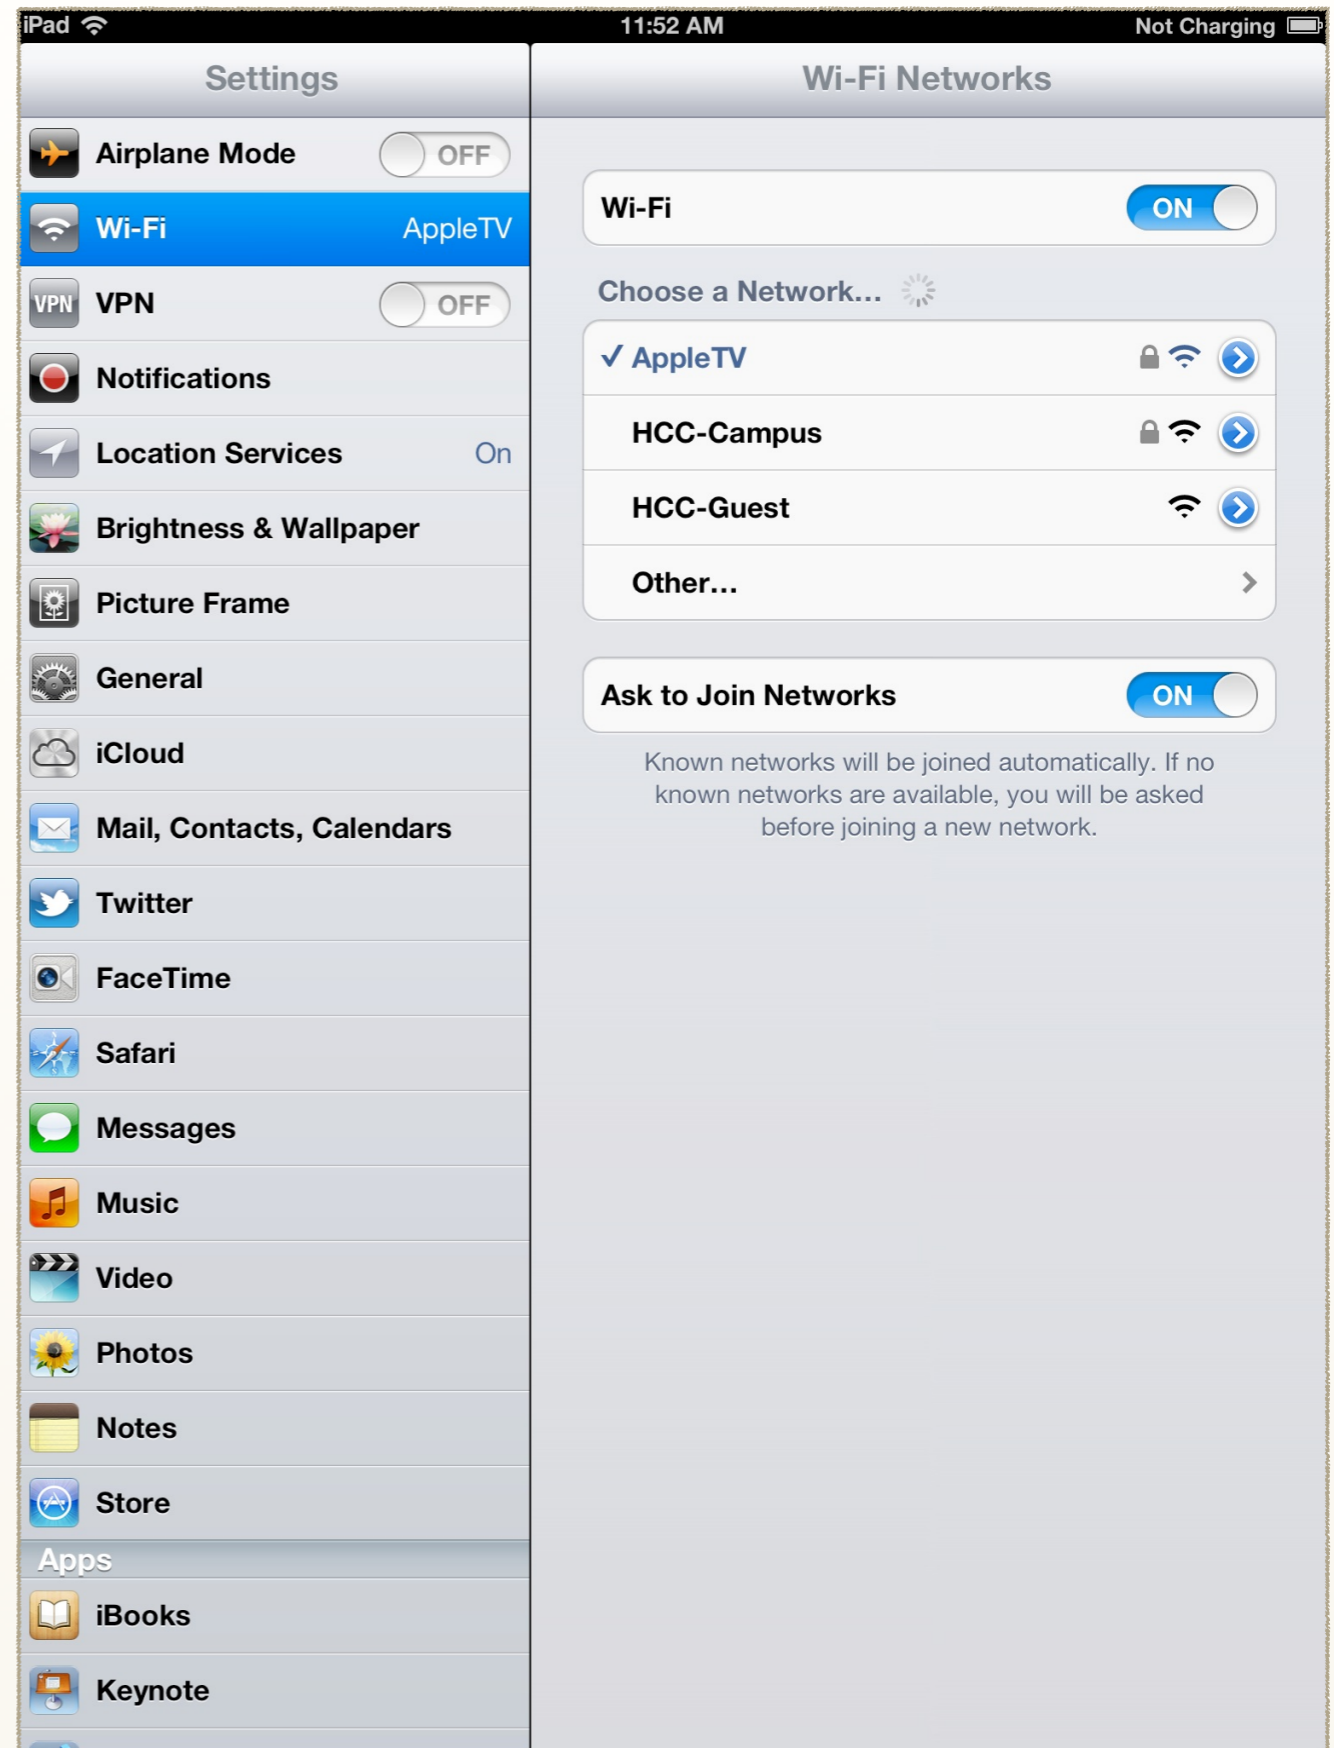 iPad 11:52 AM Not Charging
Settings
Airplane Mode OFF
Wi-Fi AppleTV
VPN VPN OFF
Notifications
Location Services On
Brightness & Wallpaper
Picture Frame
General
iCloud
Mail, Contacts, Calendars
Twitter
FaceTime
Safari
Messages
Music
Video
Photos
Notes
Store
Apps
iBooks
Keynote
Wi-Fi Networks
Wi-Fi ON
Choose a Network...
✓ AppleTV
HCC-Campus
HCC-Guest
Other...
Ask to Join Networks ON
Known networks will be joined automatically. If no
known networks are available, you will be asked
before joining a new network.